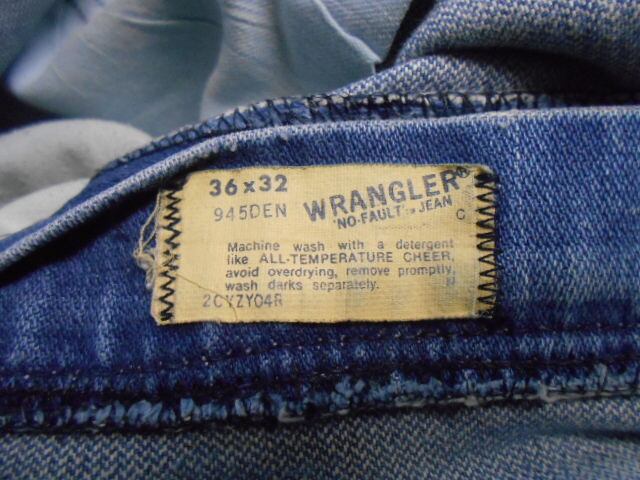 36 x 32
945DEN
WRANGLER®
'NO-FAULT'™ JEAN
C
Machine wash with a detergent
like ALL-TEMPERATURE CHEER,
avoid overdrying, remove promptly,
wash darks separately.